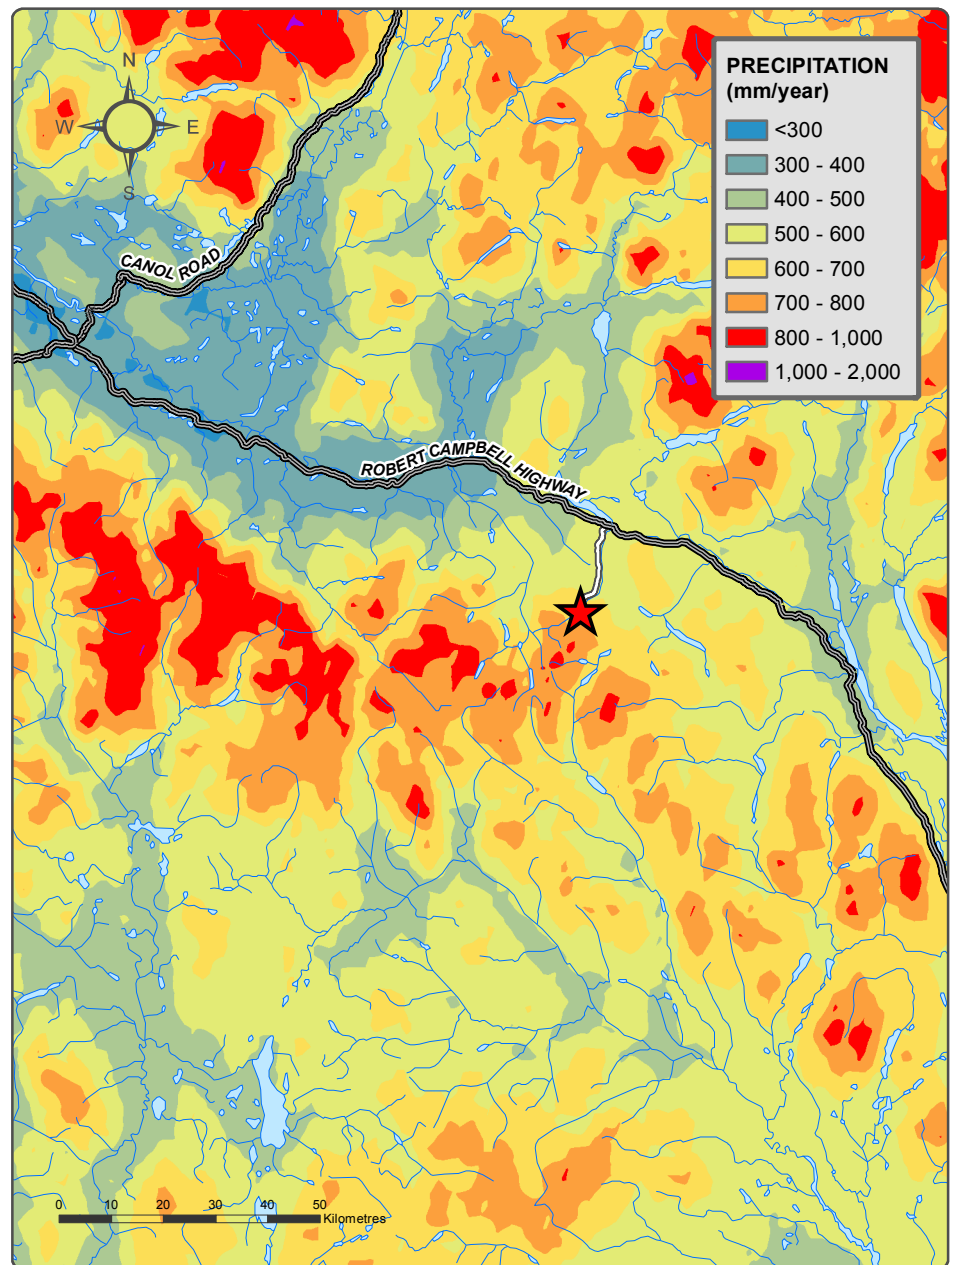 N
W
E
S
PRECIPITATION
(mm/year)
<300
300 - 400
400 - 500
500 - 600
600 - 700
700 - 800
800 - 1,000
1,000 - 2,000
CANOL ROAD
ROBERT CAMPBELL HIGHWAY
0 10 20 30 40 50
Kilometres